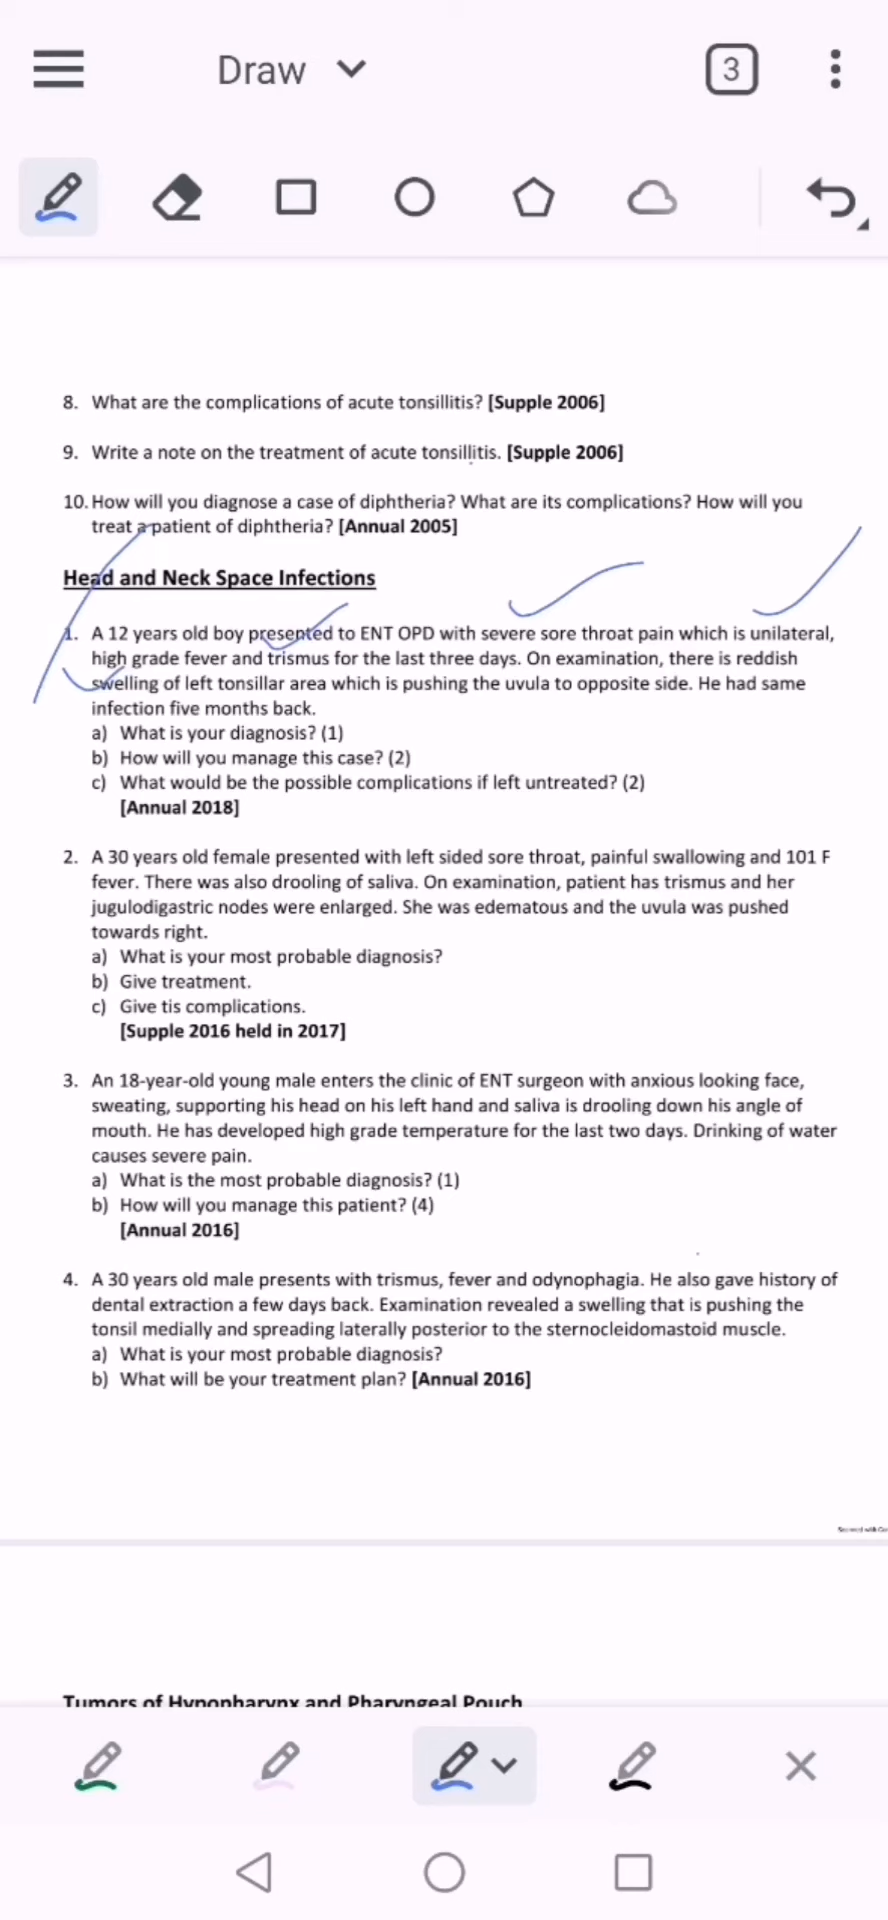 Draw
3
8. What are the complications of acute tonsillitis? [Supple 2006]
9. Write a note on the treatment of acute tonsillitis. [Supple 2006]
10. How will you diagnose a case of diphtheria? What are its complications? How will you
treat a patient of diphtheria? [Annual 2005]
Head and Neck Space Infections
1. A 12 years old boy presented to ENT OPD with severe sore throat pain which is unilateral,
high grade fever and trismus for the last three days. On examination, there is reddish
swelling of left tonsillar area which is pushing the uvula to opposite side. He had same
infection five months back.
a) What is your diagnosis? (1)
b) How will you manage this case? (2)
c) What would be the possible complications if left untreated? (2)
[Annual 2018]
2. A 30 years old female presented with left sided sore throat, painful swallowing and 101 F
fever. There was also drooling of saliva. On examination, patient has trismus and her
jugulodigastric nodes were enlarged. She was edematous and the uvula was pushed
towards right.
a) What is your most probable diagnosis?
b) Give treatment.
c) Give tis complications.
[Supple 2016 held in 2017]
3. An 18-year-old young male enters the clinic of ENT surgeon with anxious looking face,
sweating, supporting his head on his left hand and saliva is drooling down his angle of
mouth. He has developed high grade temperature for the last two days. Drinking of water
causes severe pain.
a) What is the most probable diagnosis? (1)
b) How will you manage this patient? (4)
[Annual 2016]
4. A 30 years old male presents with trismus, fever and odynophagia. He also gave history of
dental extraction a few days back. Examination revealed a swelling that is pushing the
tonsil medially and spreading laterally posterior to the sternocleidomastoid muscle.
a) What is your most probable diagnosis?
b) What will be your treatment plan? [Annual 2016]
Tumors of Hypopharynx and Pharyngeal Pouch